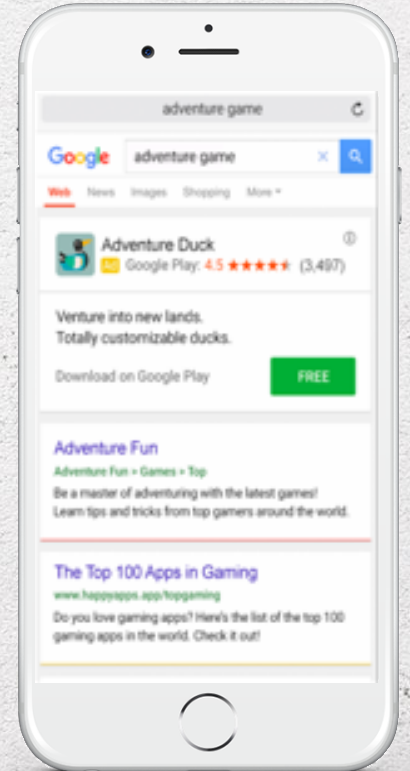 adventure game
Google adventure game
Web News Images Shopping More
Adventure Duck
Ad Google Play: 4.5 (3,497)
Venture into new lands.
Totally customizable ducks.
Download on Google Play FREE
Adventure Fun
Adventure Fun > Games > Top
Be a master of adventuring with the latest games!
Learn tips and tricks from top gamers around the world.
The Top 100 Apps in Gaming
www.happyapps.app/topgaming
Do you love gaming apps? Here's the list of the top 100
gaming apps in the world. Check it out!